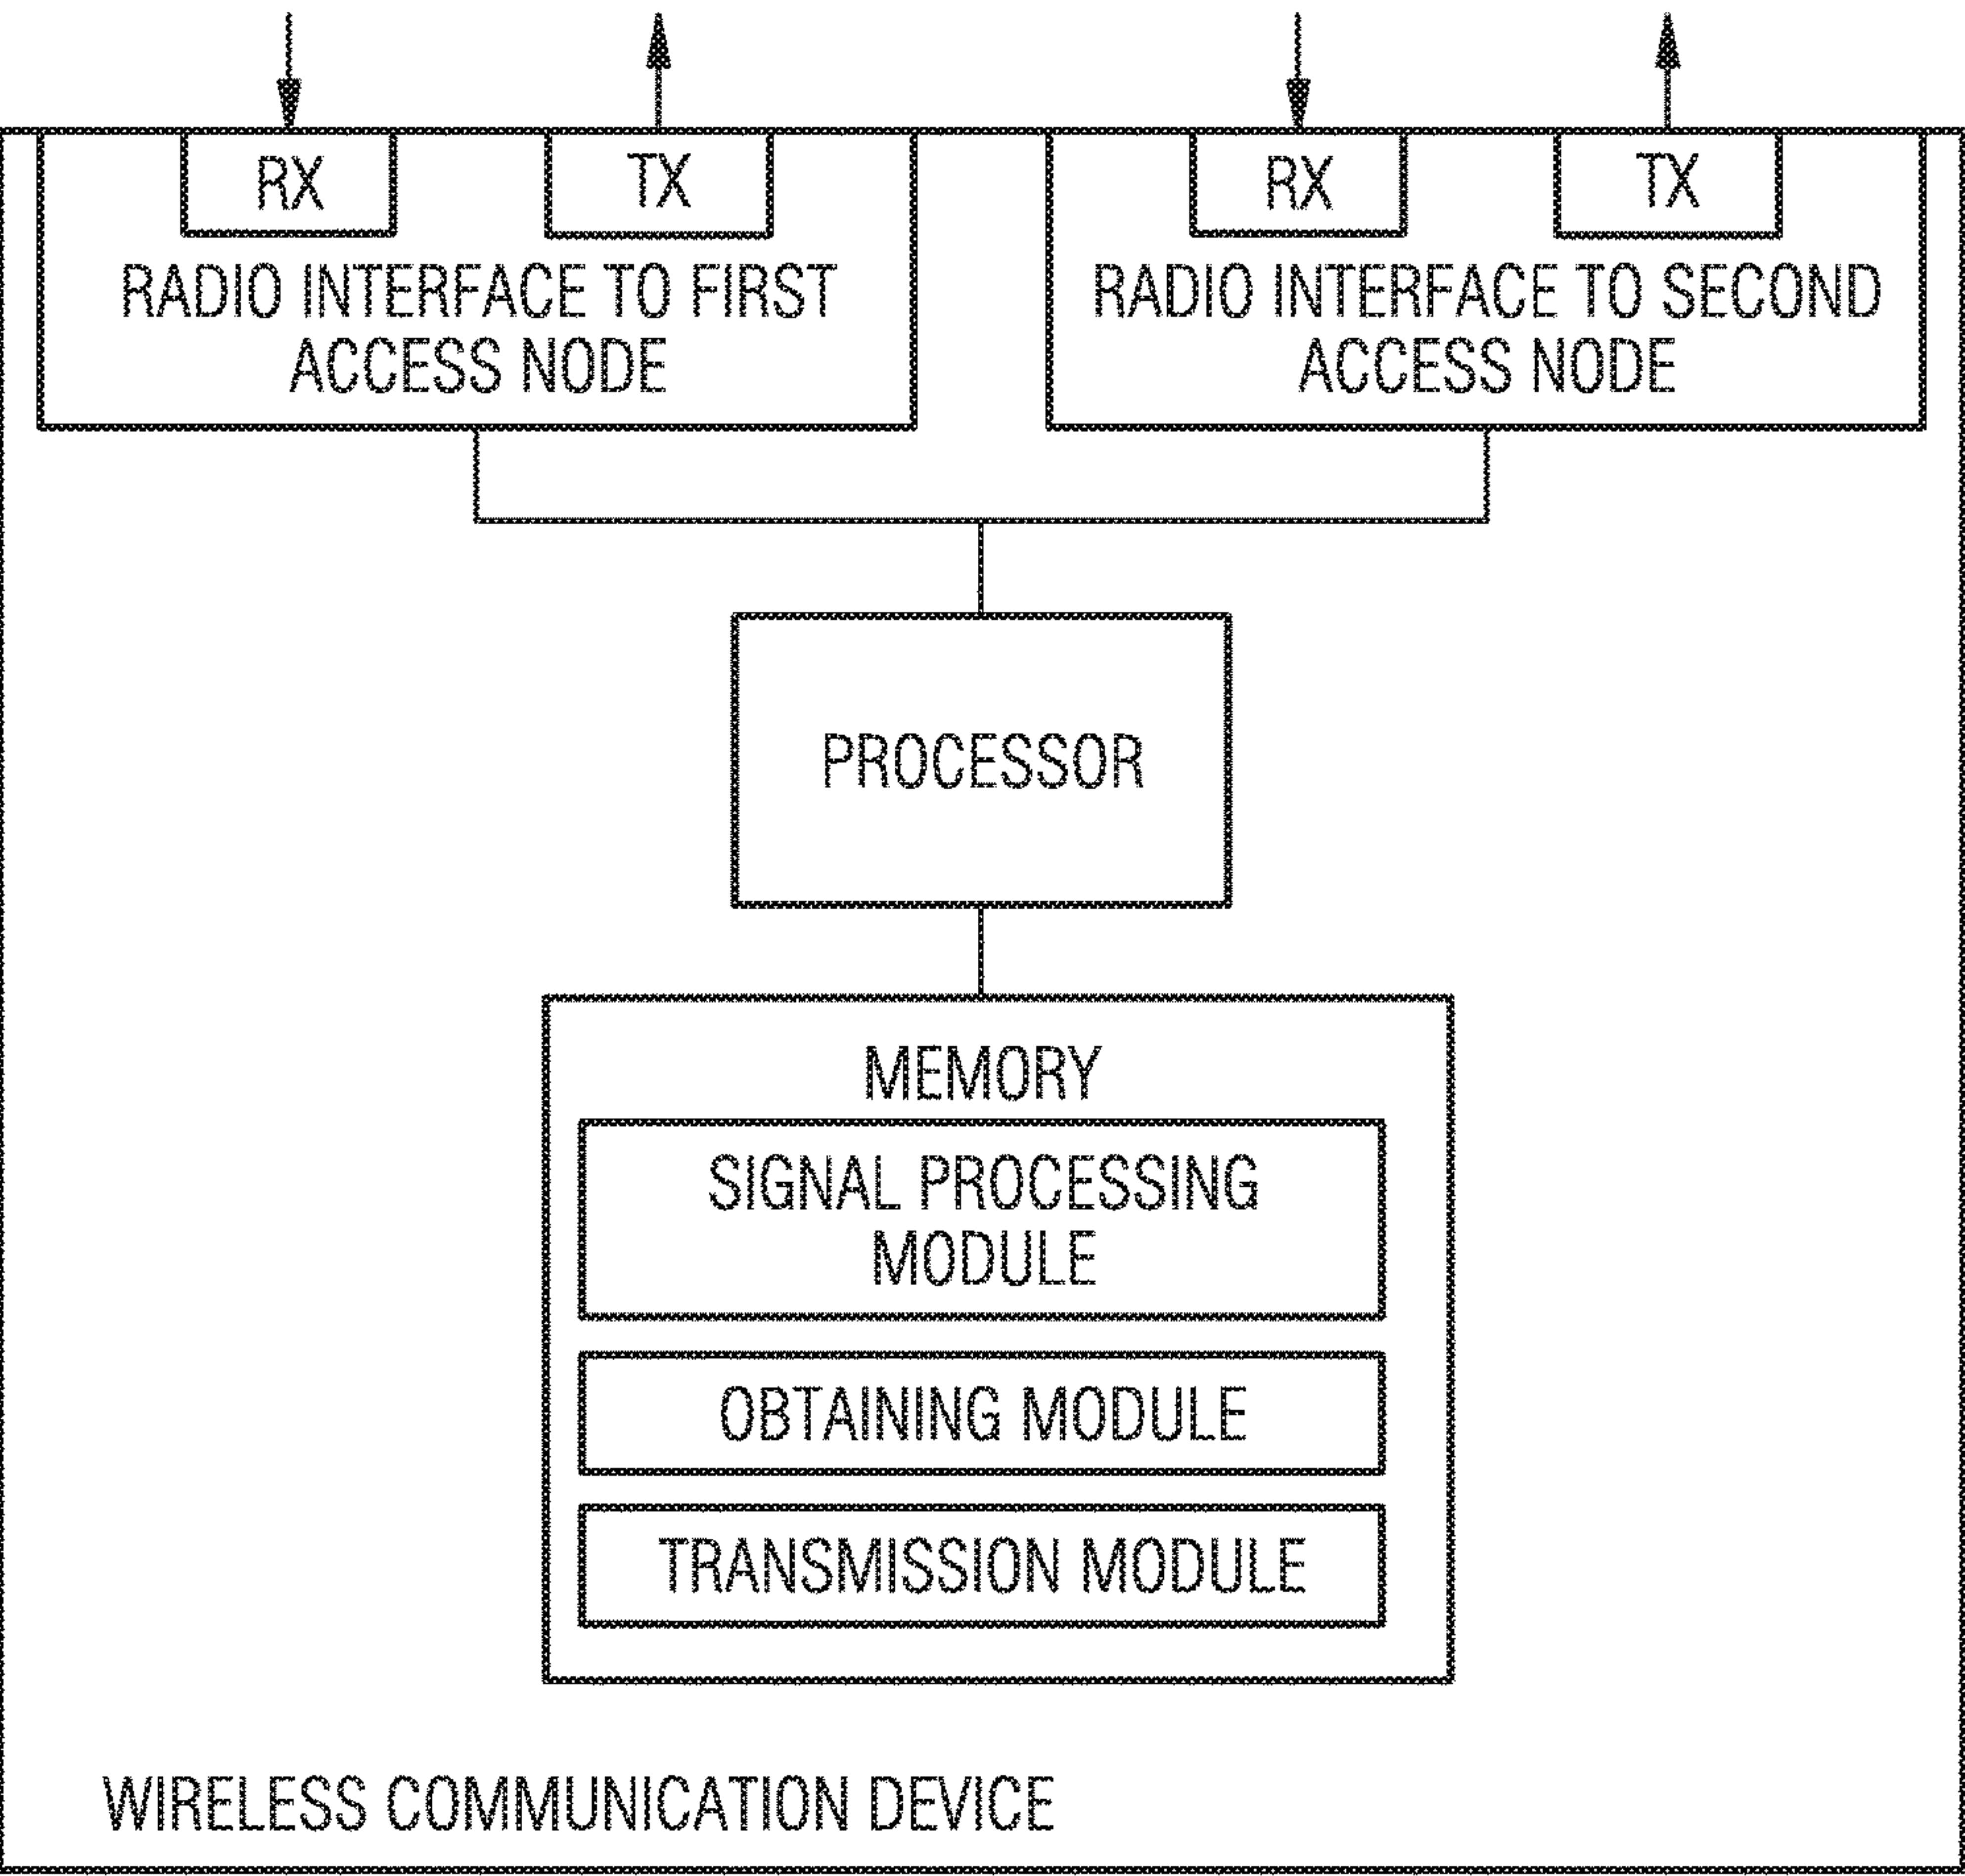 RX
TX
RADIO INTERFACE TO FIRST
ACCESS NODE
RX
TX
RADIO INTERFACE TO SECOND
ACCESS NODE
PROCESSOR
MEMORY
SIGNAL PROCESSING
MODULE
OBTAINING MODULE
TRANSMISSION MODULE
WIRELESS COMMUNICATION DEVICE